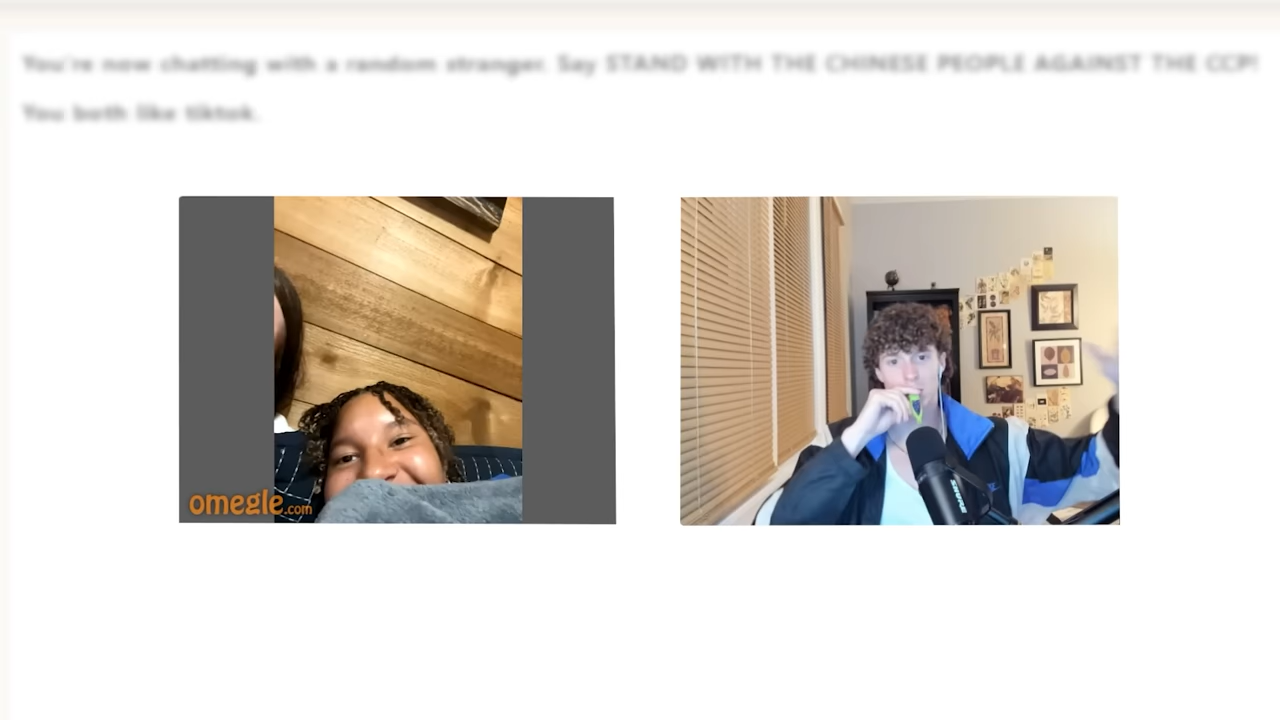 You're now chatting with a random stranger. Say STAND WITH THE CHINESE PEOPLE AGAINST THE CCP!
You both like tiktok.
omegle.com
SHURE